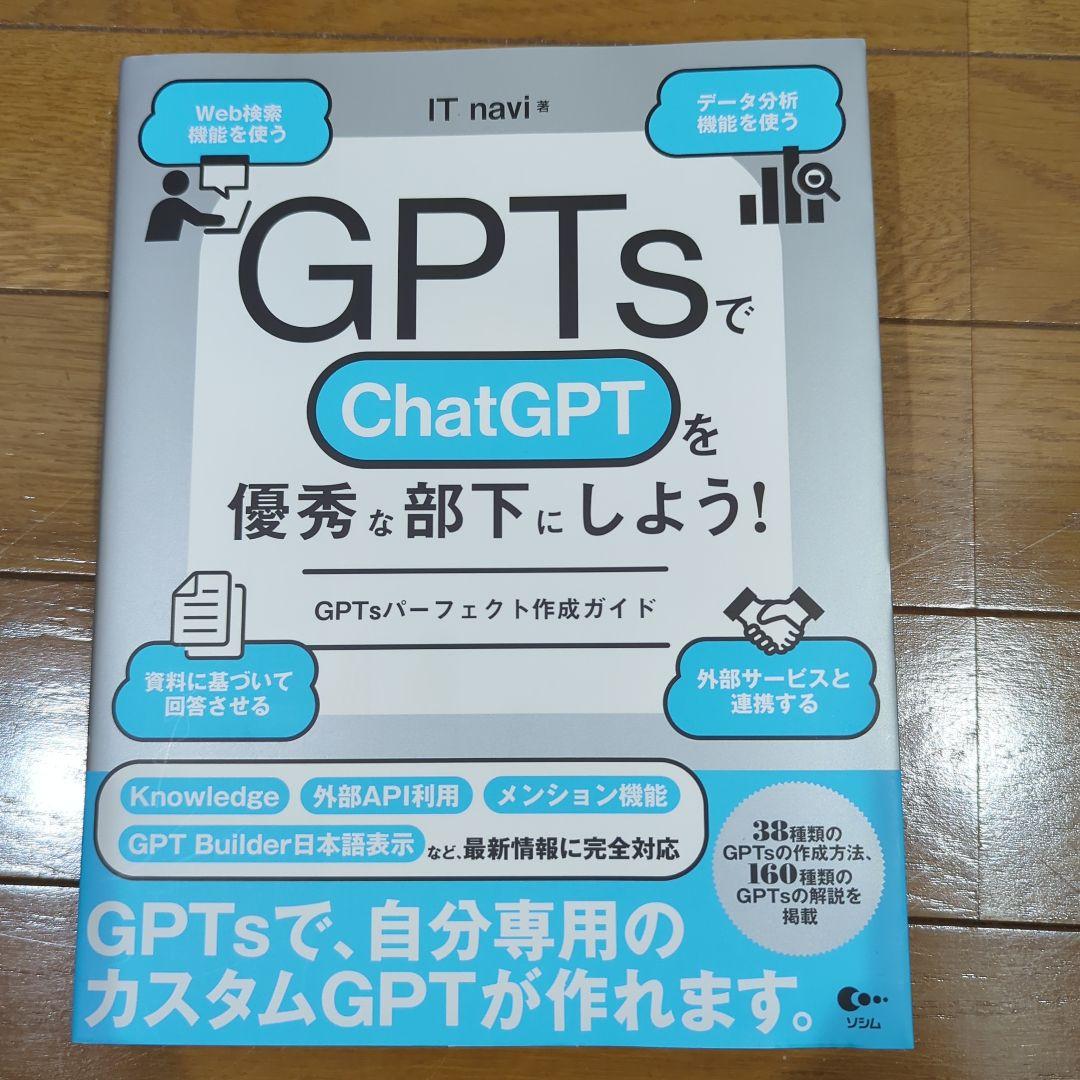 IT navi 著
Web検索
機能を使う
データ分析
機能を使う
GPTsで
ChatGPTを
優秀な部下にしよう!
GPTsパーフェクト作成ガイド
資料に基づいて
回答させる
外部サービスと
連携する
Knowledge 外部API利用 メンション機能
GPT Builder日本語表示 など、最新情報に完全対応
38種類の
GPTsの作成方法、
160種類の
GPTsの解説を
掲載
GPTsで、自分専用の
カスタムGPTが作れます。
ソシム